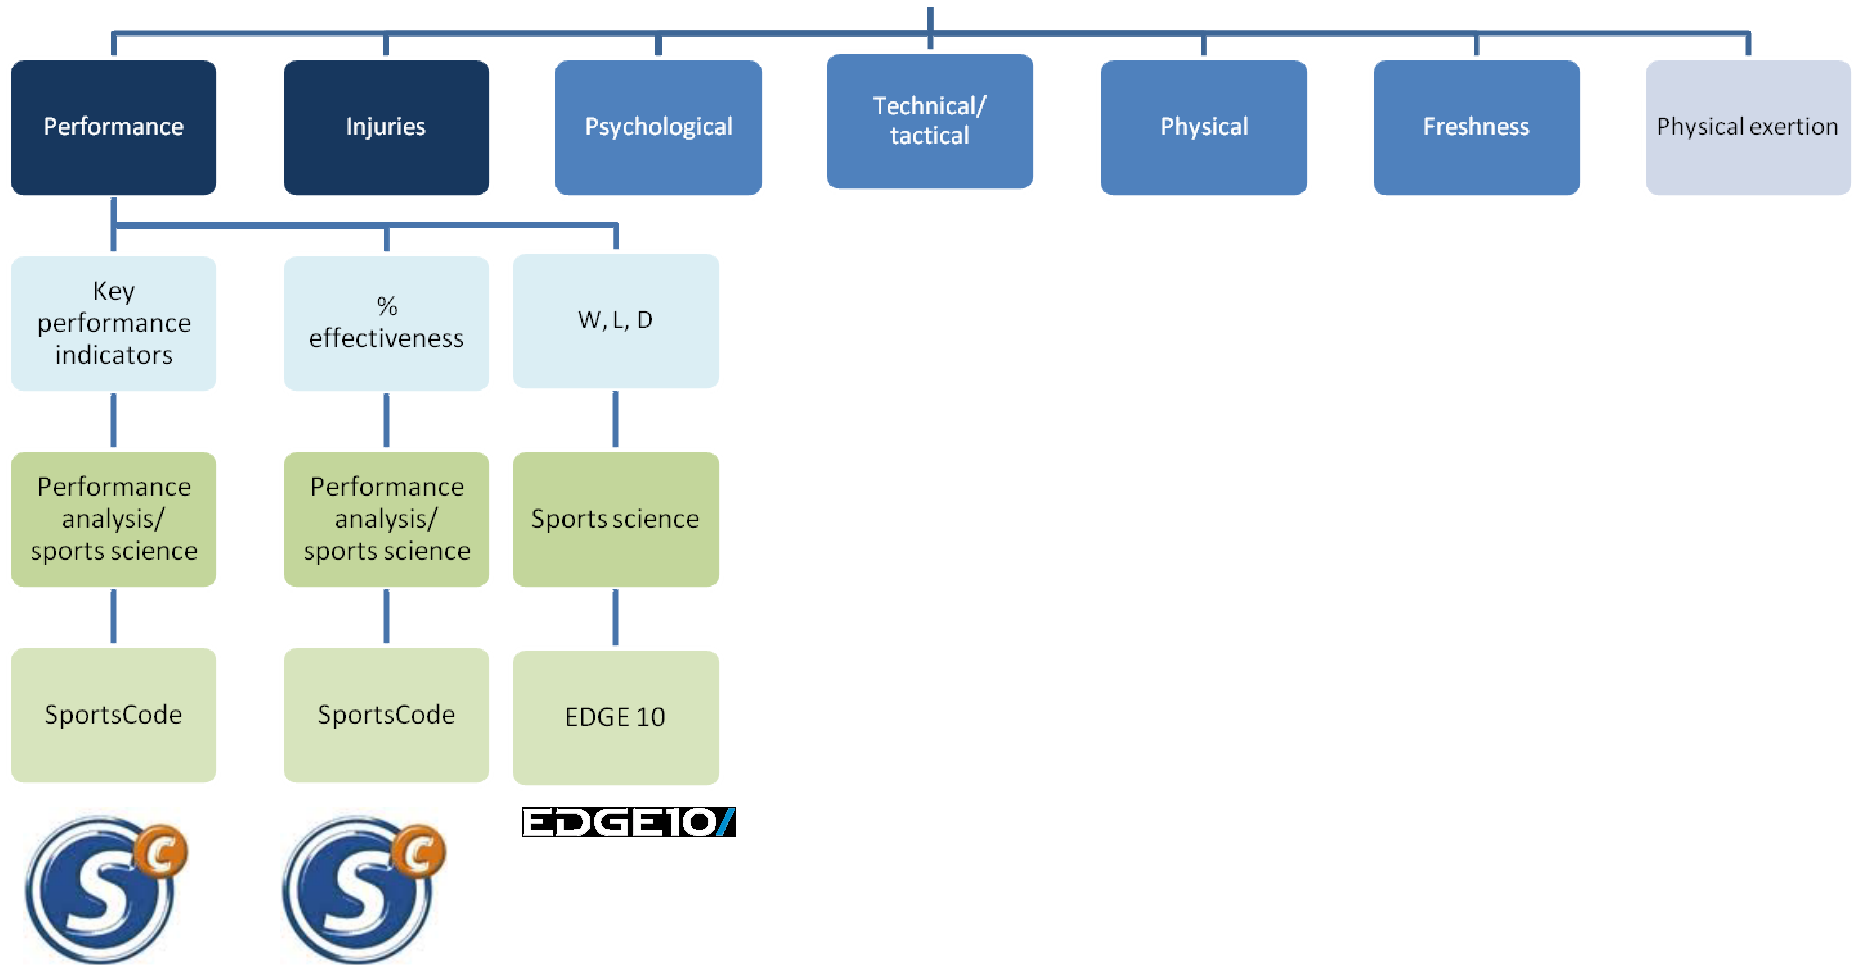 Performance
Injuries
Psychological
Technical/
tactical
Physical
Freshness
Physical exertion
Key
performance
indicators
%
effectiveness
W, L, D
Performance
analysis/
sports science
Performance
analysis/
sports science
Sports science
SportsCode
SportsCode
EDGE 10
EDGE10/
S C
S C